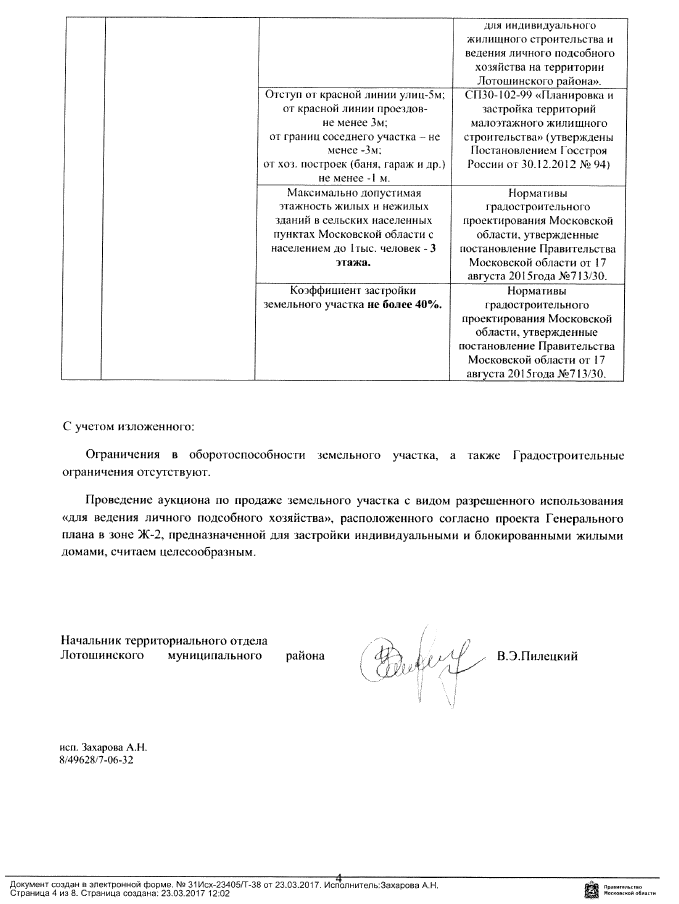 для индивидуального
жилищного строительства и
ведения личного подсобного
хозяйства на территории
Лотошинского района».
Отступ от красной линии улиц-5м;
от красной линии проездов-
не менее 3м;
от границ соседнего участка – не
менее -3м;
от хоз. построек (баня, гараж и др.)
не менее -1 м.
СП30-102-99 «Планировка и
застройка территорий
малоэтажного жилищного
строительства» (утверждены
Постановлением Госстроя
России от 30.12.2012 № 94)
Максимально допустимая
этажность жилых и нежилых
зданий в сельских населенных
пунктах Московской области с
населением до 1тыс. человек - 3
этажа.
Нормативы
градостроительного
проектирования Московской
области, утвержденные
постановление Правительства
Московской области от 17
августа 2015года №713/30.
Коэффициент застройки
земельного участка не более 40%.
Нормативы
градостроительного
проектирования Московской
области, утвержденные
постановление Правительства
Московской области от 17
августа 2015года №713/30.
С учетом изложенного:
Ограничения в оборотоспособности земельного участка, а также Градостроительные
ограничения отсутствуют.
Проведение аукциона по продаже земельного участка с видом разрешенного использования
«для ведения личного подсобного хозяйства», расположенного согласно проекта Генерального
плана в зоне Ж-2, предназначенной для застройки индивидуальными и блокированными жилыми
домами, считаем целесообразным.
Начальник территориального отдела
Лотошинского муниципального района В.Э.Пилецкий
исп. Захарова А.Н.
8/49628/7-06-32
4
Документ создан в электронной форме. № 31Исх-23405/Т-38 от 23.03.2017. Исполнитель:Захарова А.Н.
Страница 4 из 8. Страница создана: 23.03.2017 12:02
Правительство
Московской области